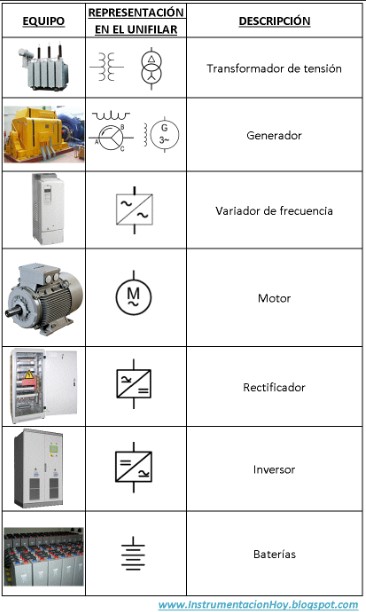 EQUIPO
REPRESENTACIÓN
EN EL UNIFILAR
DESCRIPCIÓN
Transformador de tensión
A
B
C
G
3~
Generador
~
~
Variador de frecuencia
M
~
Motor
Rectificador
=
=
Inversor
Baterías
www.InstrumentacionHoy.blogspot.com